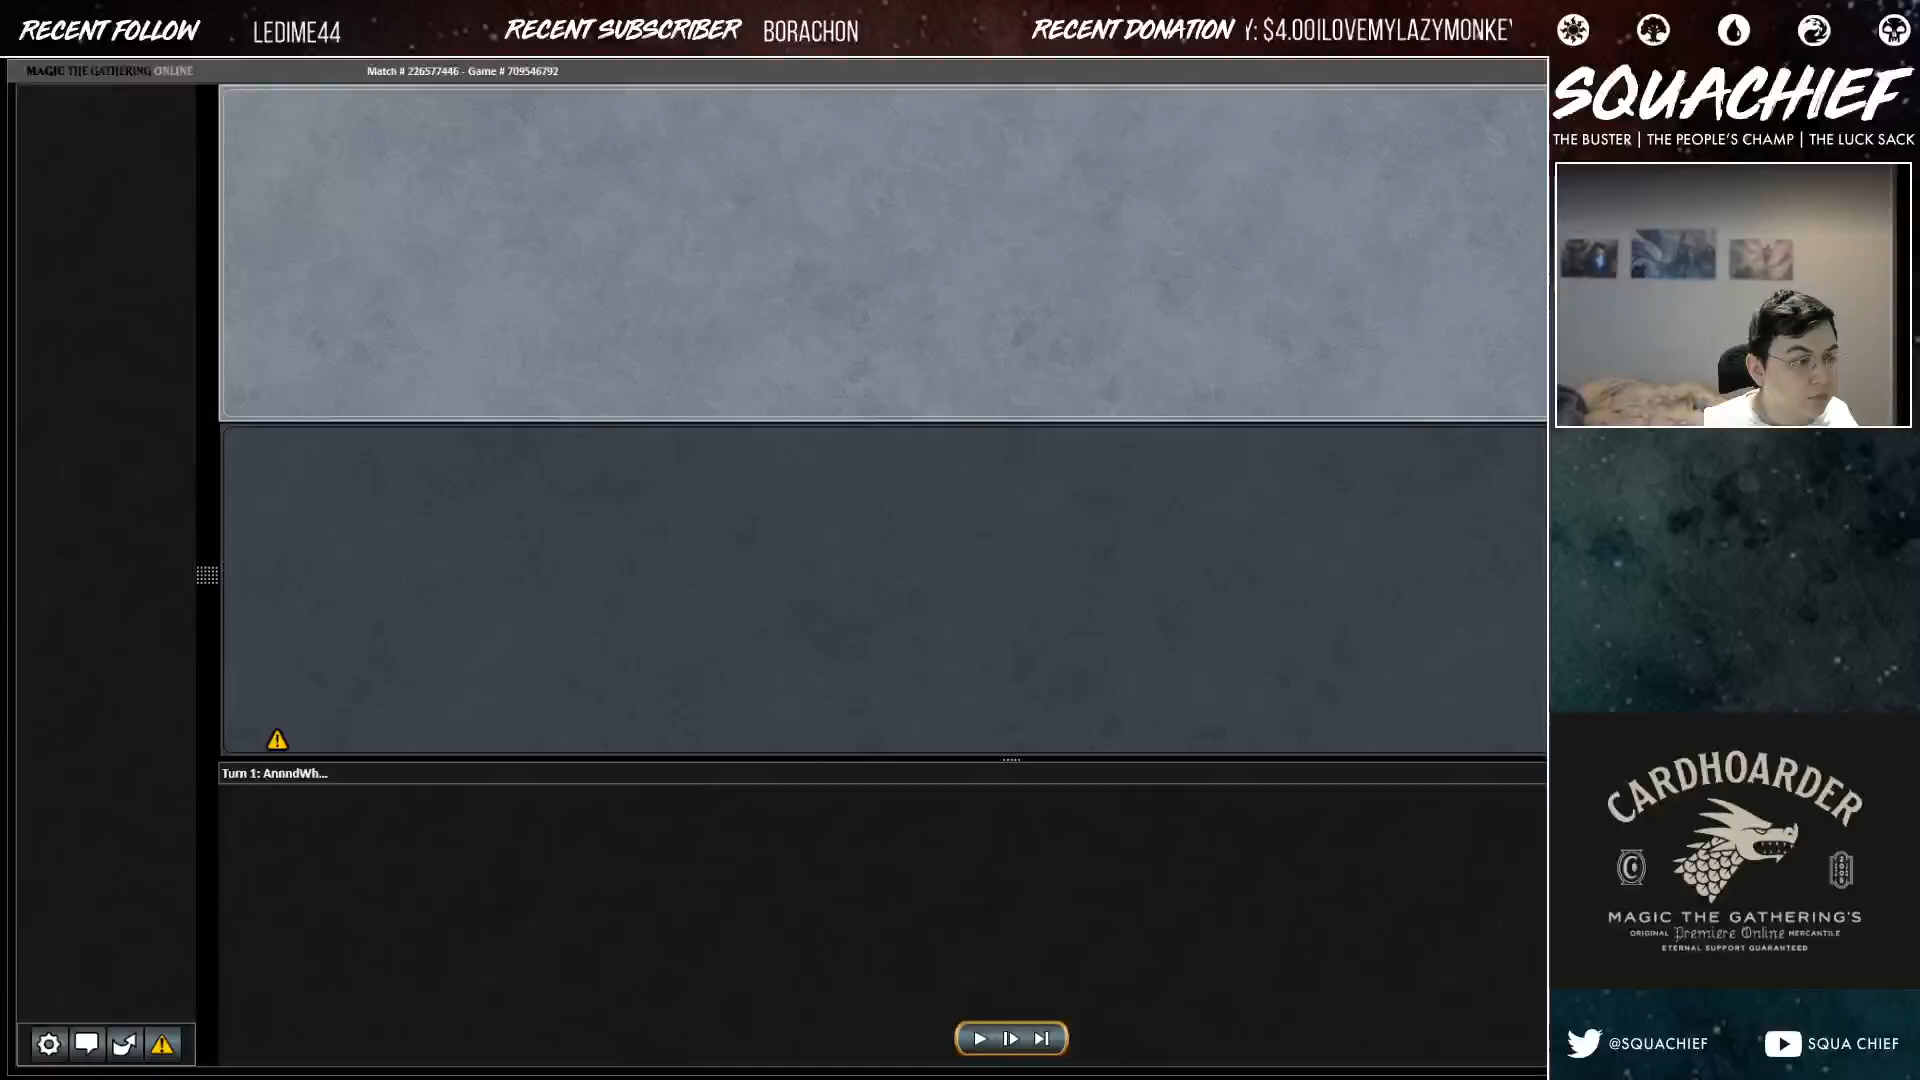 RECENT FOLLOW LEDIME44 RECENT SUBSCRIBER BORACHON RECENT DONATION Y: $4.00ILOVEMYLAZYMONKEY
MAGIC THE GATHERING ONLINE Match # 226577446 - Game # 709546792
SQUACHIEF
THE BUSTER | THE PEOPLE'S CHAMP | THE LUCK SACK
Turn 1: AnnndWh...
CARDHOARDER
MAGIC THE GATHERING'S
ORIGINAL Premiere Online MERCANTILE
ETERNAL SUPPORT GUARANTEED
@SQUACHIEF SQUA CHIEF